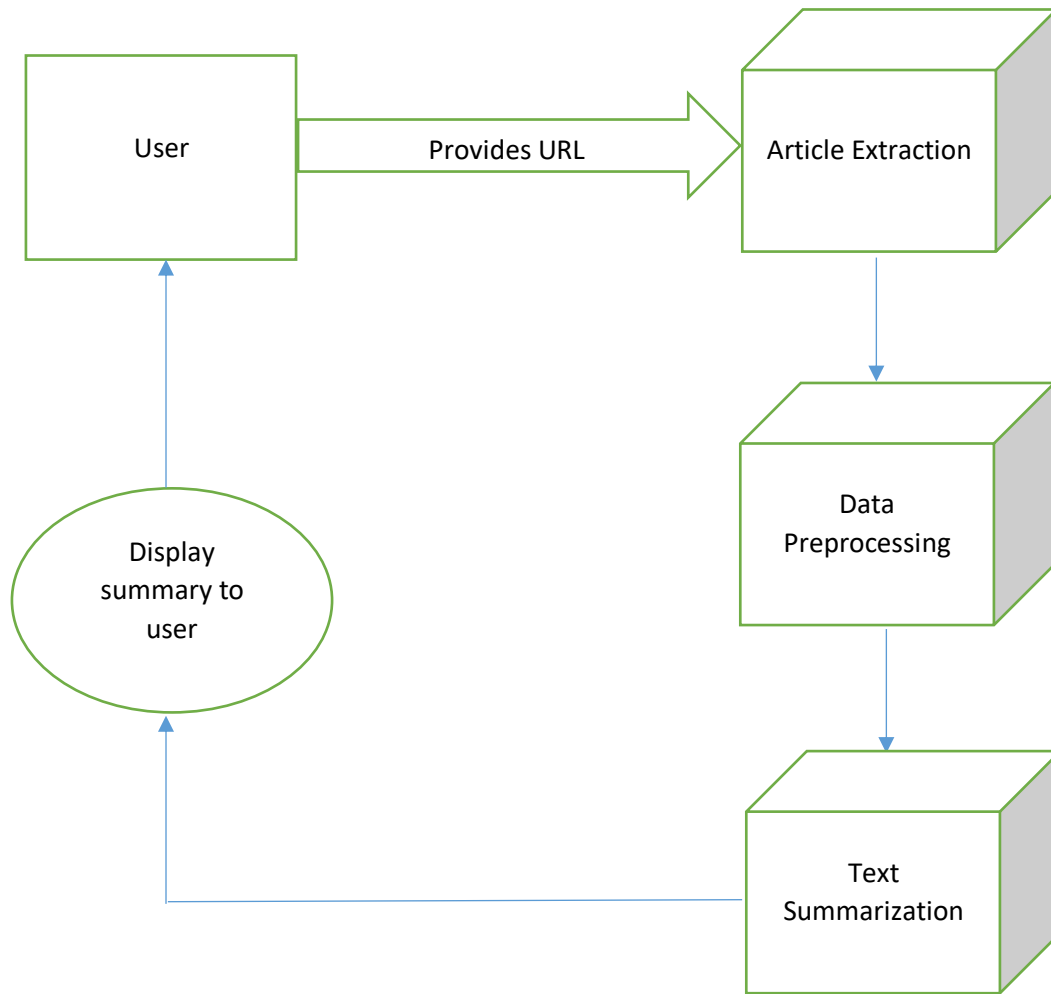 User
Provides URL
Article Extraction
Data
Preprocessing
Display
summary to
user
Text
Summarization